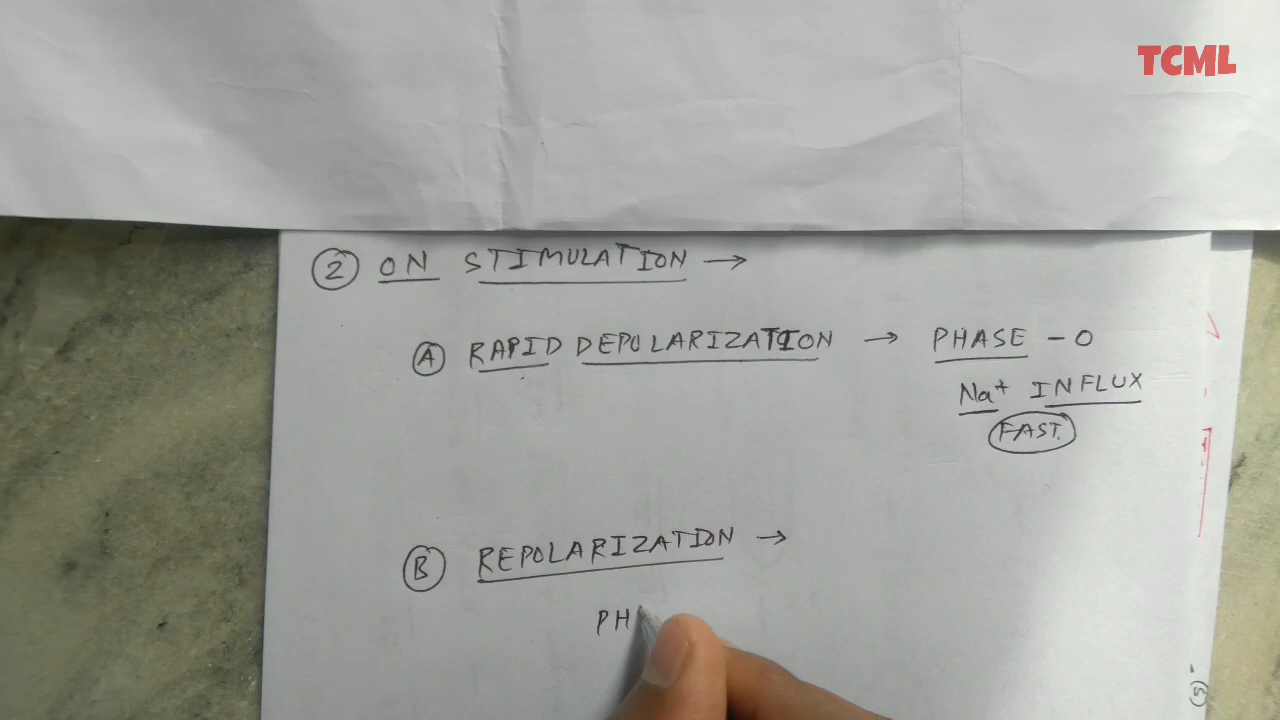 TCML
② ON STIMULATION →
Ⓐ RAPID DEPOLARIZATION → PHASE - 0
Na+ INFLUX
FAST.
Ⓑ REPOLARIZATION →
PH